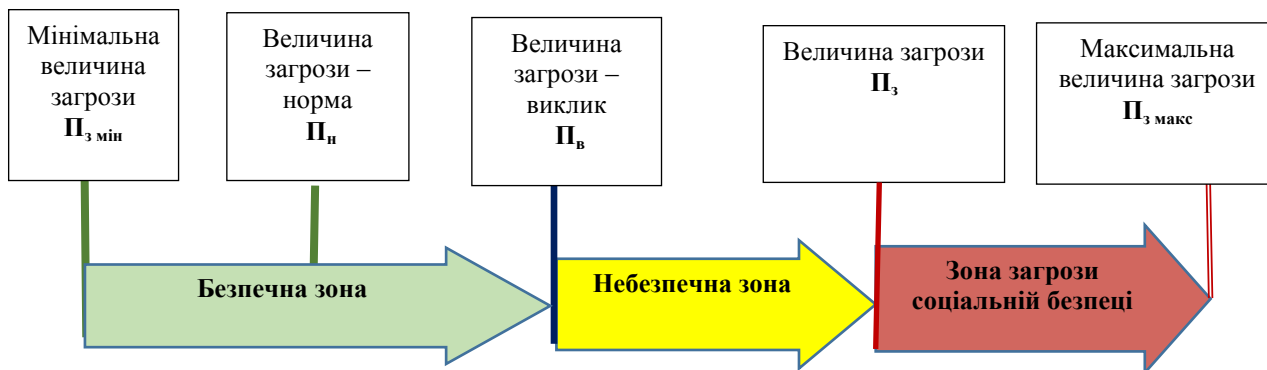 Мінімальна
величина
загрози
Пз мін
Величина
загрози –
норма
Пн
Величина
загрози –
виклик
Пв
Величина загрози
Пз
Максимальна
величина загрози
Пз макс
Безпечна зона
Небезпечна зона
Зона загрози
соціальній безпеці